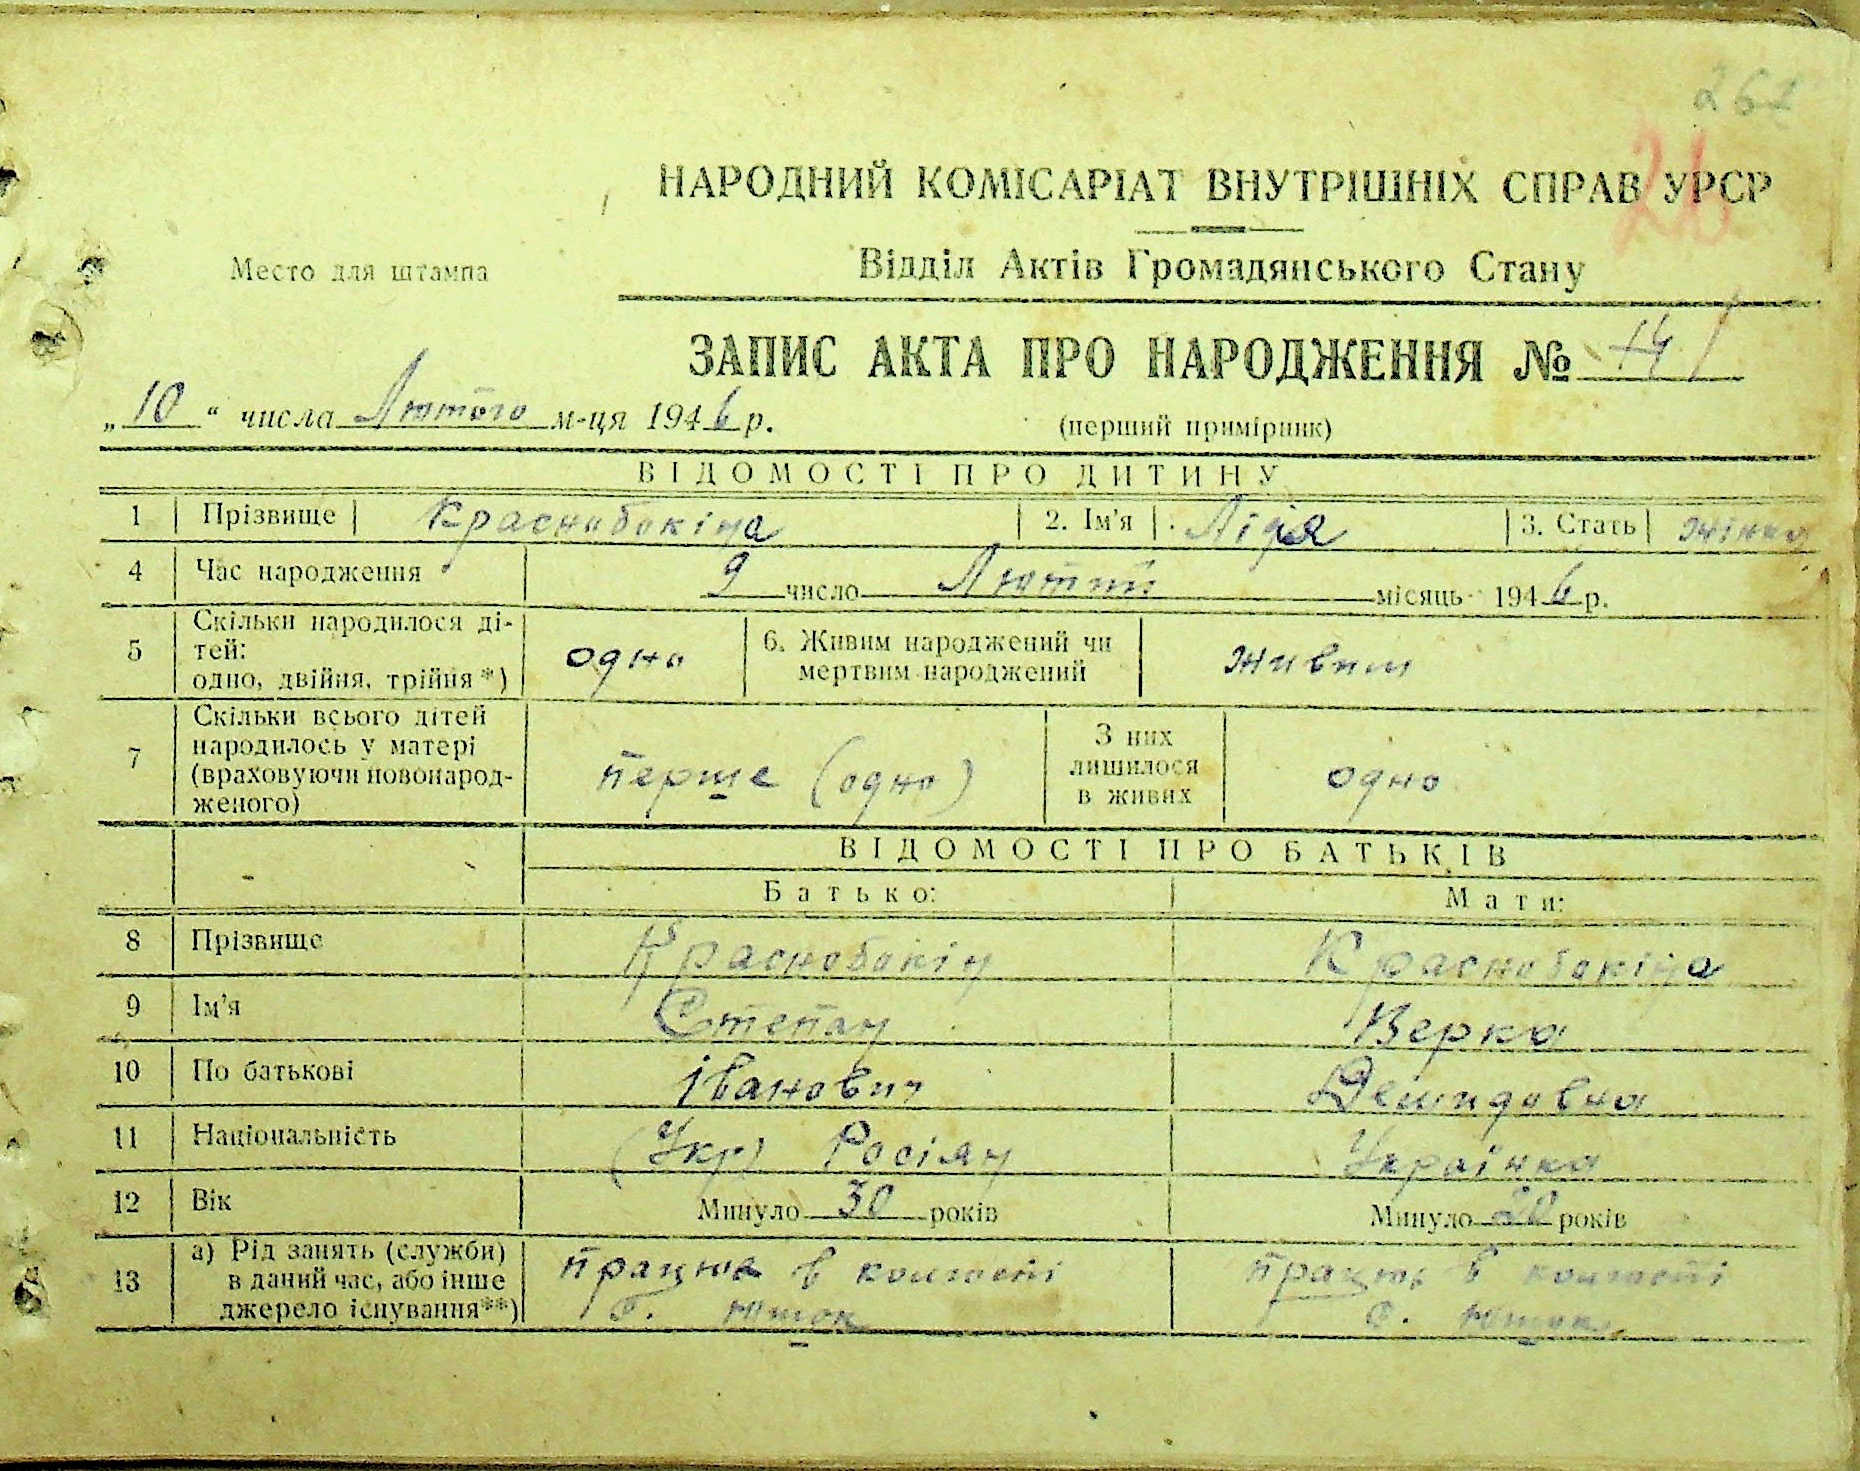 262
26
НАРОДНИЙ КОМІСАРІАТ ВНУТРІШНІХ СПРАВ УРСР
Место для штампа
Відділ Актів Громадянського Стану
ЗАПИС АКТА ПРО НАРОДЖЕННЯ №
„10“ числа Лютого м-ця 1946 р.
(перший примірник)
ВІДОМОСТІ ПРО ДИТИНУ
1 Прізвище Краснобокіна 2. Ім'я Лідія 3. Стать жінка
4 Час народження 9 число Лютий місяць 1946 р.
5 Скільки народилося дітей: одно, двійня, трійня*) одно 6. Живим народжений чи мертвим народжений живим
7 Скільки всього дітей народилось у матері (враховуючи новонародженого) перше (одно) З них лишилося в живих одно
ВІДОМОСТІ ПРО БАТЬКІВ
Батько: Мати:
8 Прізвище Краснобокін Краснобокіна
9 Ім'я Степан Верка
10 По батькові Іванович Демидовна
11 Національність (Укр) Росіян Українка
12 Вік Минуло 30 років Минуло 20 років
13 а) Рід занять (служби) в даний час, або інше джерело існування**) працює в колгоспі працює в колгоспі